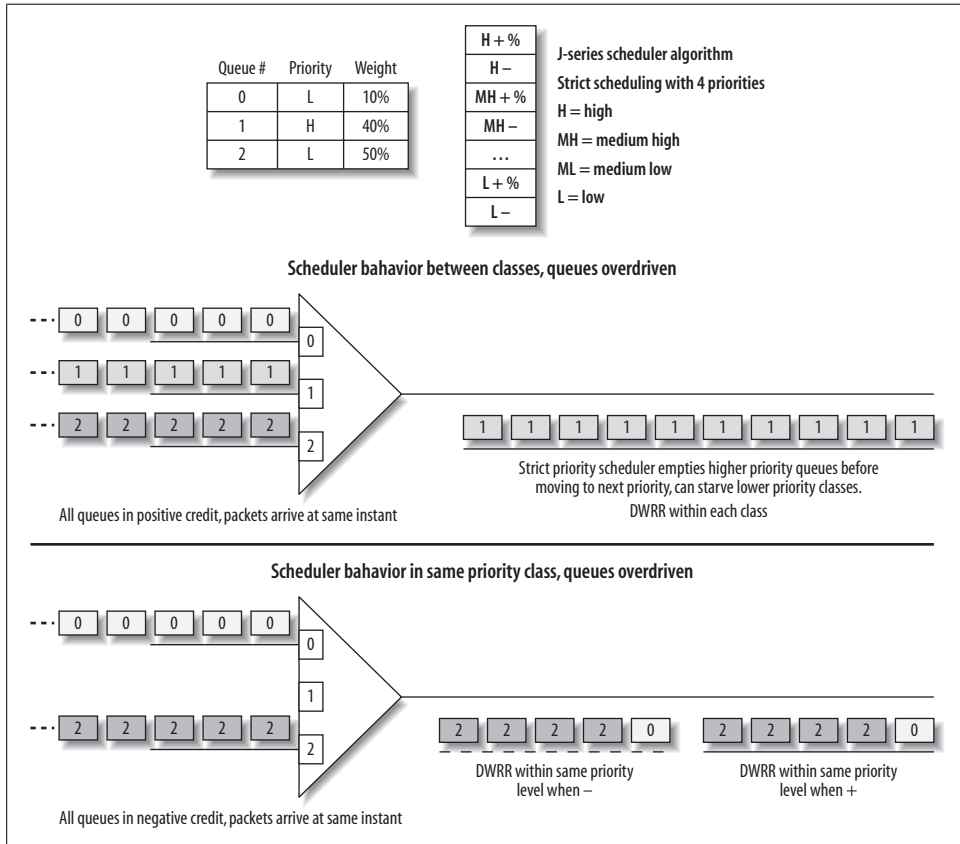 Queue # Priority Weight
0 L 10%
1 H 40%
2 L 50%
H + %
H –
MH + %
MH –
...
L + %
L –
J-series scheduler algorithm
Strict scheduling with 4 priorities
H = high
MH = medium high
ML = medium low
L = low
Scheduler bahavior between classes, queues overdriven
0 0 0 0 0
0
1 1 1 1 1
1
2 2 2 2 2
2
1 1 1 1 1 1 1 1 1 1
Strict priority scheduler empties higher priority queues before
moving to next priority, can starve lower priority classes.
DWRR within each class
All queues in positive credit, packets arrive at same instant
Scheduler bahavior in same priority class, queues overdriven
0 0 0 0 0
0
1
2 2 2 2 2
2
2 2 2 2 0
DWRR within same priority
level when –
2 2 2 2 0
DWRR within same priority
level when +
All queues in negative credit, packets arrive at same instant